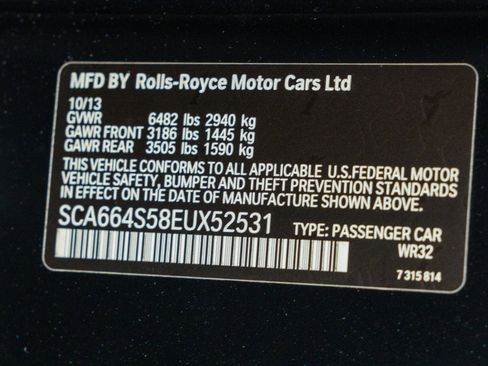 MFD BY Rolls-Royce Motor Cars Ltd
10/13
GVWR 6482 lbs 2940 kg
GAWR FRONT 3186 lbs 1445 kg
GAWR REAR 3505 lbs 1590 kg
THIS VEHICLE CONFORMS TO ALL APPLICABLE U.S.FEDERAL MOTOR
VEHICLE SAFETY, BUMPER AND THEFT PREVENTION STANDARDS
IN EFFECT ON THE DATE OF MANUFACTURE SHOWN ABOVE.
SCA664S58EUX52531 TYPE: PASSENGER CAR
WR32
7 315 814